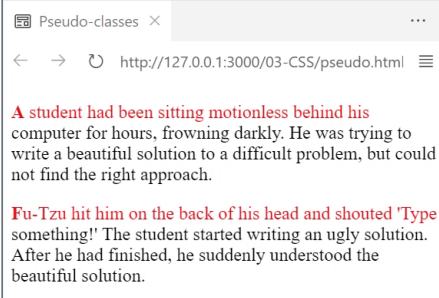 Pseudo-classes
http://127.0.0.1:3000/03-CSS/pseudo.html
A student had been sitting motionless behind his
computer for hours, frowning darkly. He was trying to
write a beautiful solution to a difficult problem, but could
not find the right approach.
Fu-Tzu hit him on the back of his head and shouted 'Type
something!' The student started writing an ugly solution.
After he had finished, he suddenly understood the
beautiful solution.